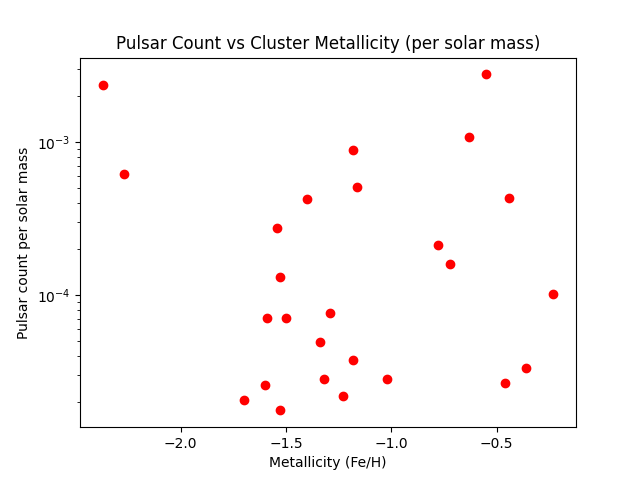 Pulsar Count vs Cluster Metallicity (per solar mass)
Pulsar count per solar mass
10⁻³
10⁻⁴
−2.0 −1.5 −1.0 −0.5
Metallicity (Fe/H)